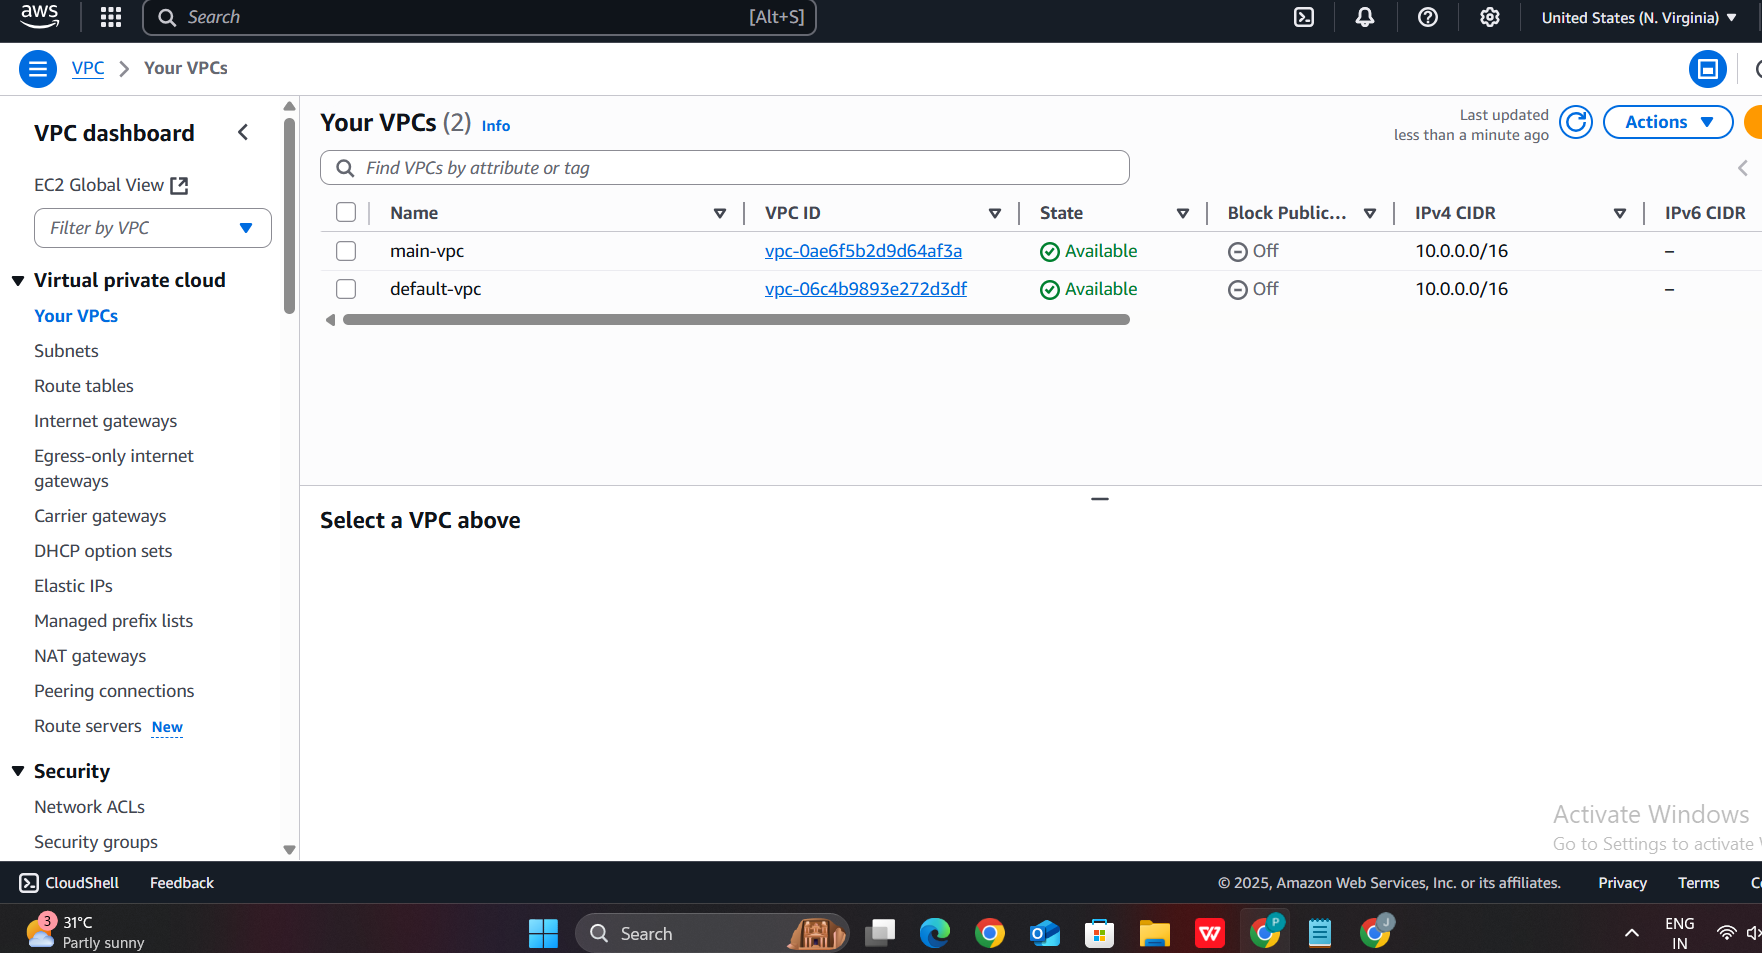 aws
Search
[Alt+S]
United States (N. Virginia)
VPC
Your VPCs
VPC dashboard
EC2 Global View
Filter by VPC
Virtual private cloud
Your VPCs
Subnets
Route tables
Internet gateways
Egress-only internet
gateways
Carrier gateways
DHCP option sets
Elastic IPs
Managed prefix lists
NAT gateways
Peering connections
Route servers New
Security
Network ACLs
Security groups
Your VPCs (2) Info
Last updated
less than a minute ago
Actions
Find VPCs by attribute or tag
Name VPC ID State Block Public... IPv4 CIDR IPv6 CIDR
main-vpc vpc-0ae6f5b2d9d64af3a Available Off 10.0.0.0/16 –
default-vpc vpc-06c4b9893e272d3df Available Off 10.0.0.0/16 –
Select a VPC above
Activate Windows
Go to Settings to activate
CloudShell Feedback © 2025, Amazon Web Services, Inc. or its affiliates. Privacy Terms
3
31°C
Partly sunny
Search
P
J
ENG
IN